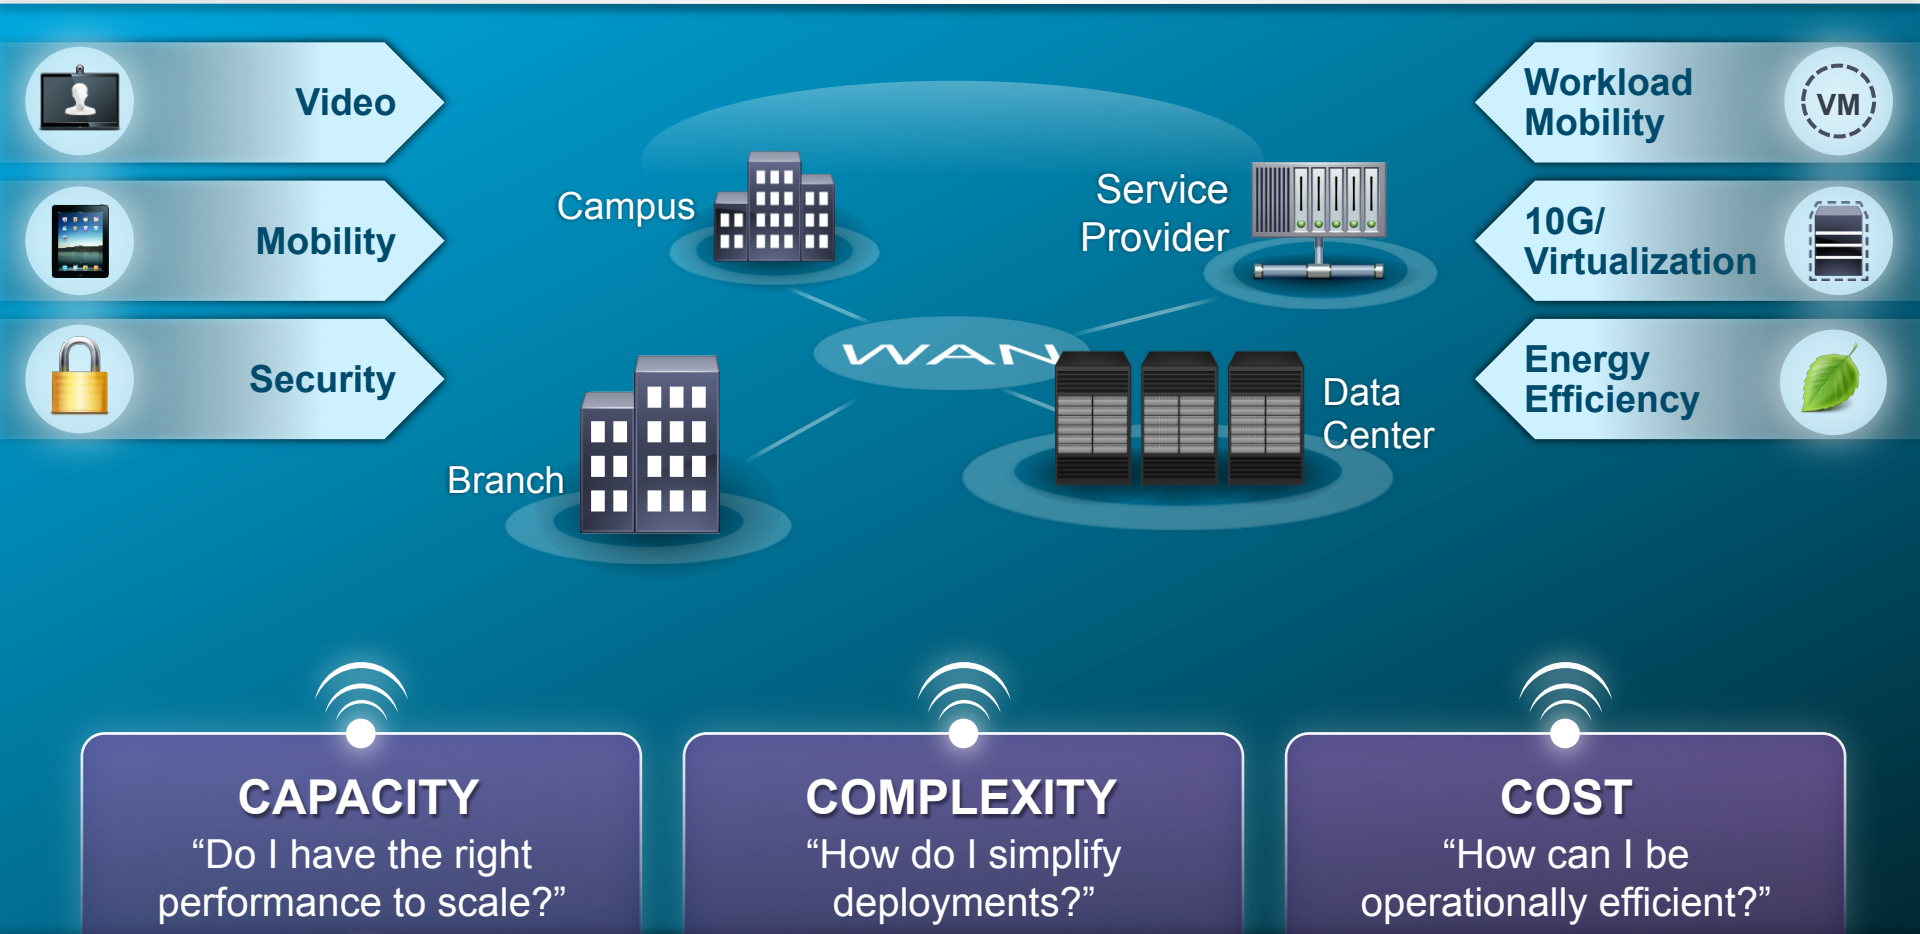 Video
Mobility
Security
Campus
Service
Provider
WAN
Branch
Data
Center
Workload
Mobility
VM
10G/
Virtualization
Energy
Efficiency
CAPACITY
“Do I have the right
performance to scale?”
COMPLEXITY
“How do I simplify
deployments?”
COST
“How can I be
operationally efficient?”